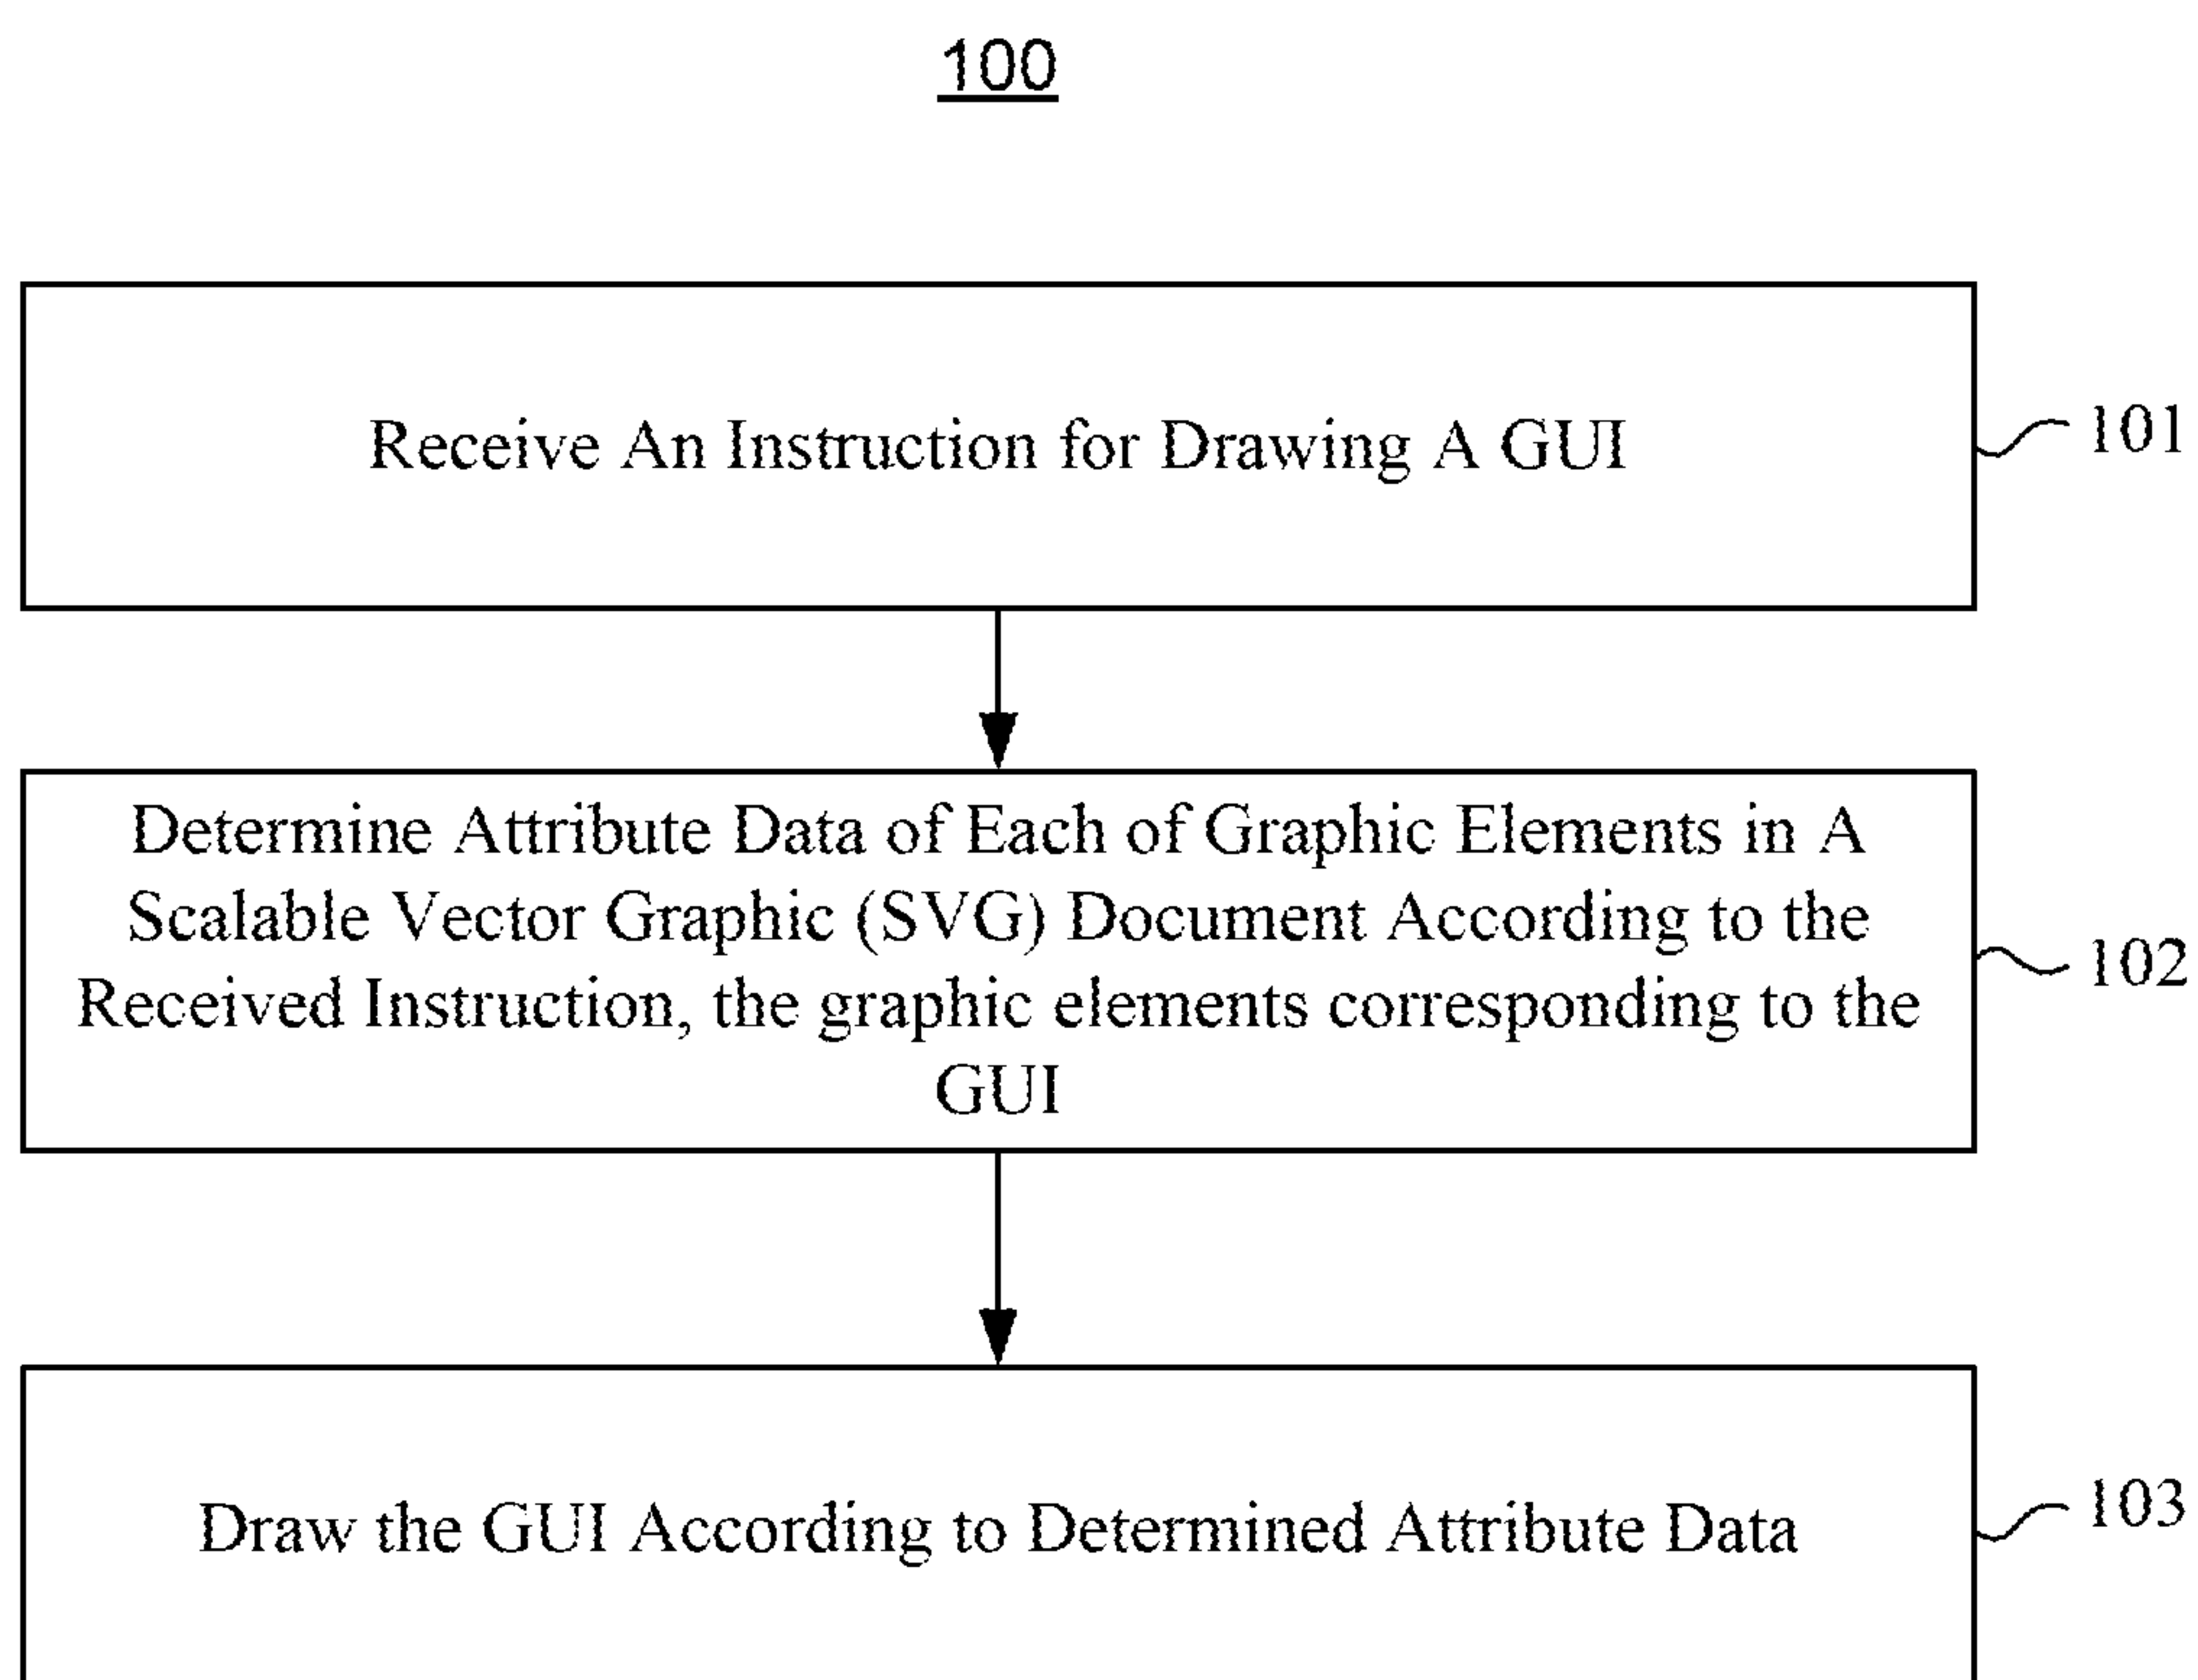 100
Receive An Instruction for Drawing A GUI
101
Determine Attribute Data of Each of Graphic Elements in A
Scalable Vector Graphic (SVG) Document According to the
Received Instruction, the graphic elements corresponding to the
GUI
102
Draw the GUI According to Determined Attribute Data
103